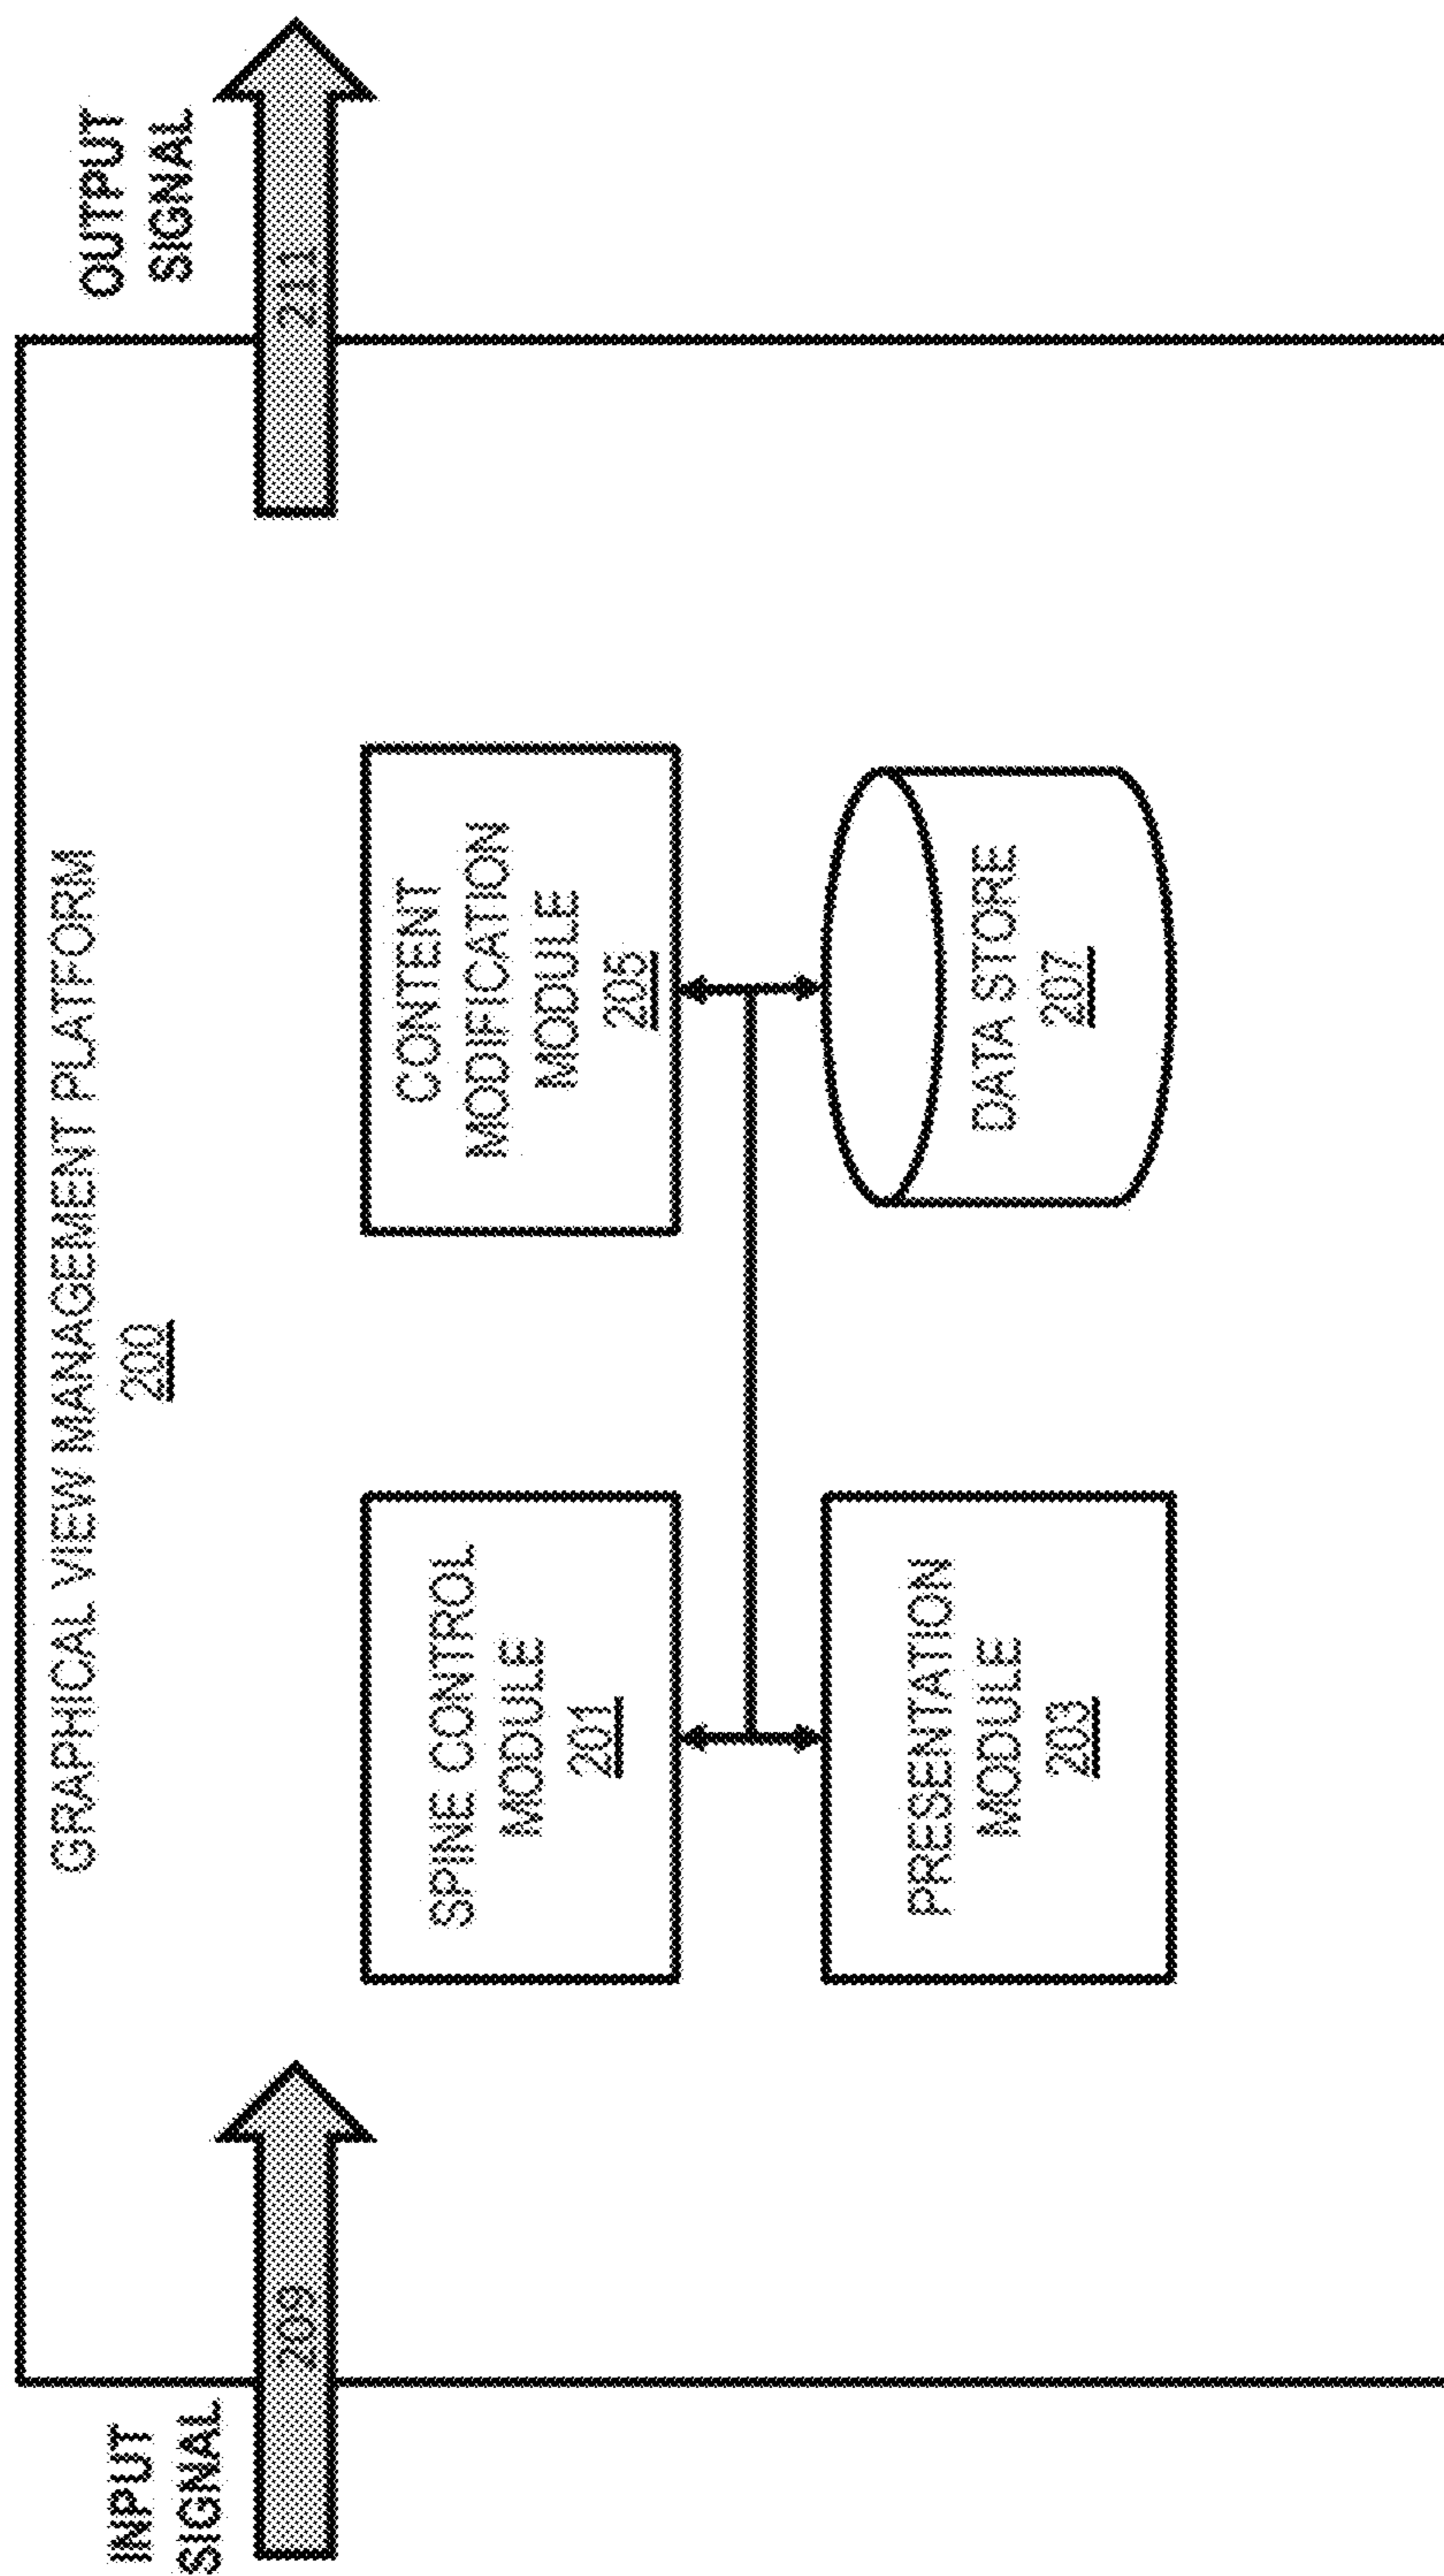 GRAPHICAL VIEW MANAGEMENT PLATFORM
200
INPUT
SIGNAL
209
OUTPUT
SIGNAL
211
SPINE CONTROL
MODULE
201
CONTENT
MODIFICATION
MODULE
205
PRESENTATION
MODULE
203
DATA STORE
207